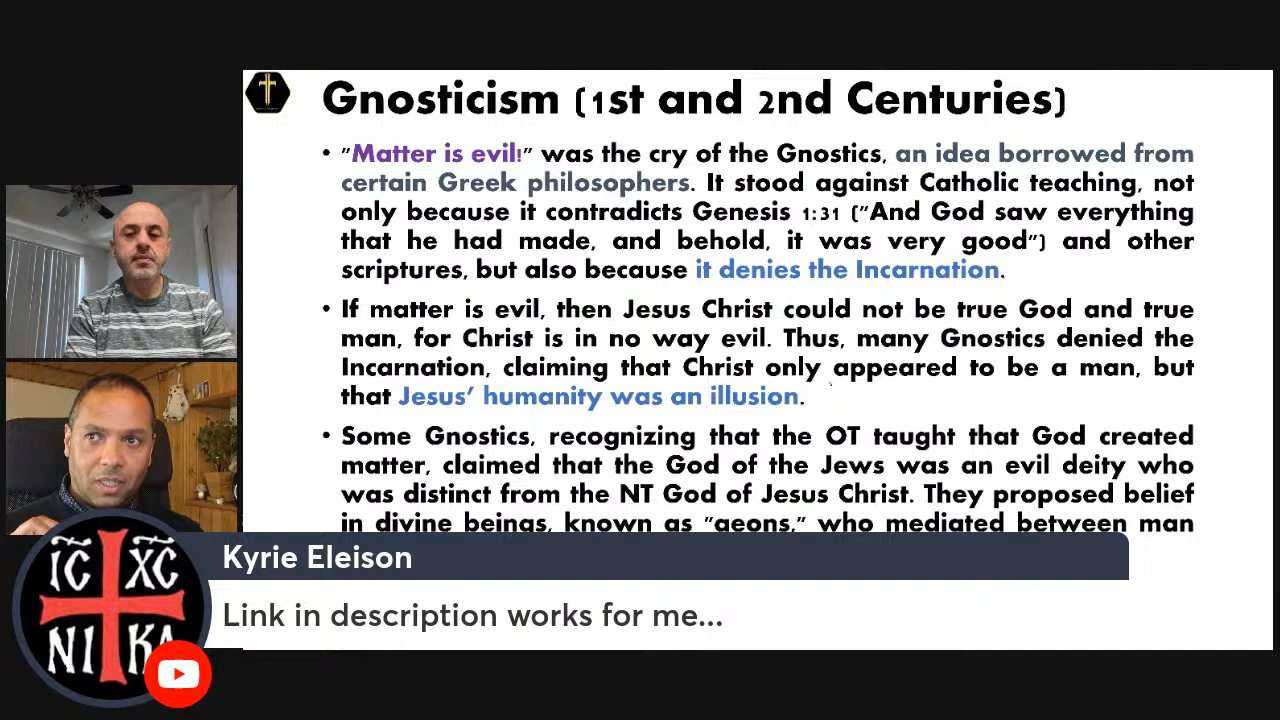 Gnosticism (1st and 2nd Centuries)
• "Matter is evil!" was the cry of the Gnostics, an idea borrowed from
certain Greek philosophers. It stood against Catholic teaching, not
only because it contradicts Genesis 1:31 ("And God saw everything
that he had made, and behold, it was very good") and other
scriptures, but also because it denies the Incarnation.
• If matter is evil, then Jesus Christ could not be true God and true
man, for Christ is in no way evil. Thus, many Gnostics denied the
Incarnation, claiming that Christ only appeared to be a man, but
that Jesus' humanity was an illusion.
• Some Gnostics, recognizing that the OT taught that God created
matter, claimed that the God of the Jews was an evil deity who
was distinct from the NT God of Jesus Christ. They proposed belief
in divine beings, known as "aeons," who mediated between man
IC XC
NI KA
Kyrie Eleison
Link in description works for me...